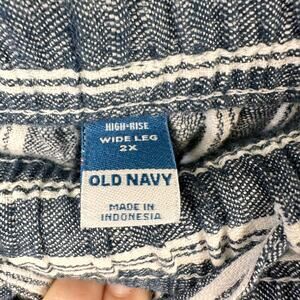 HIGH-RISE
WIDE LEG
2X
OLD NAVY
MADE IN
INDONESIA